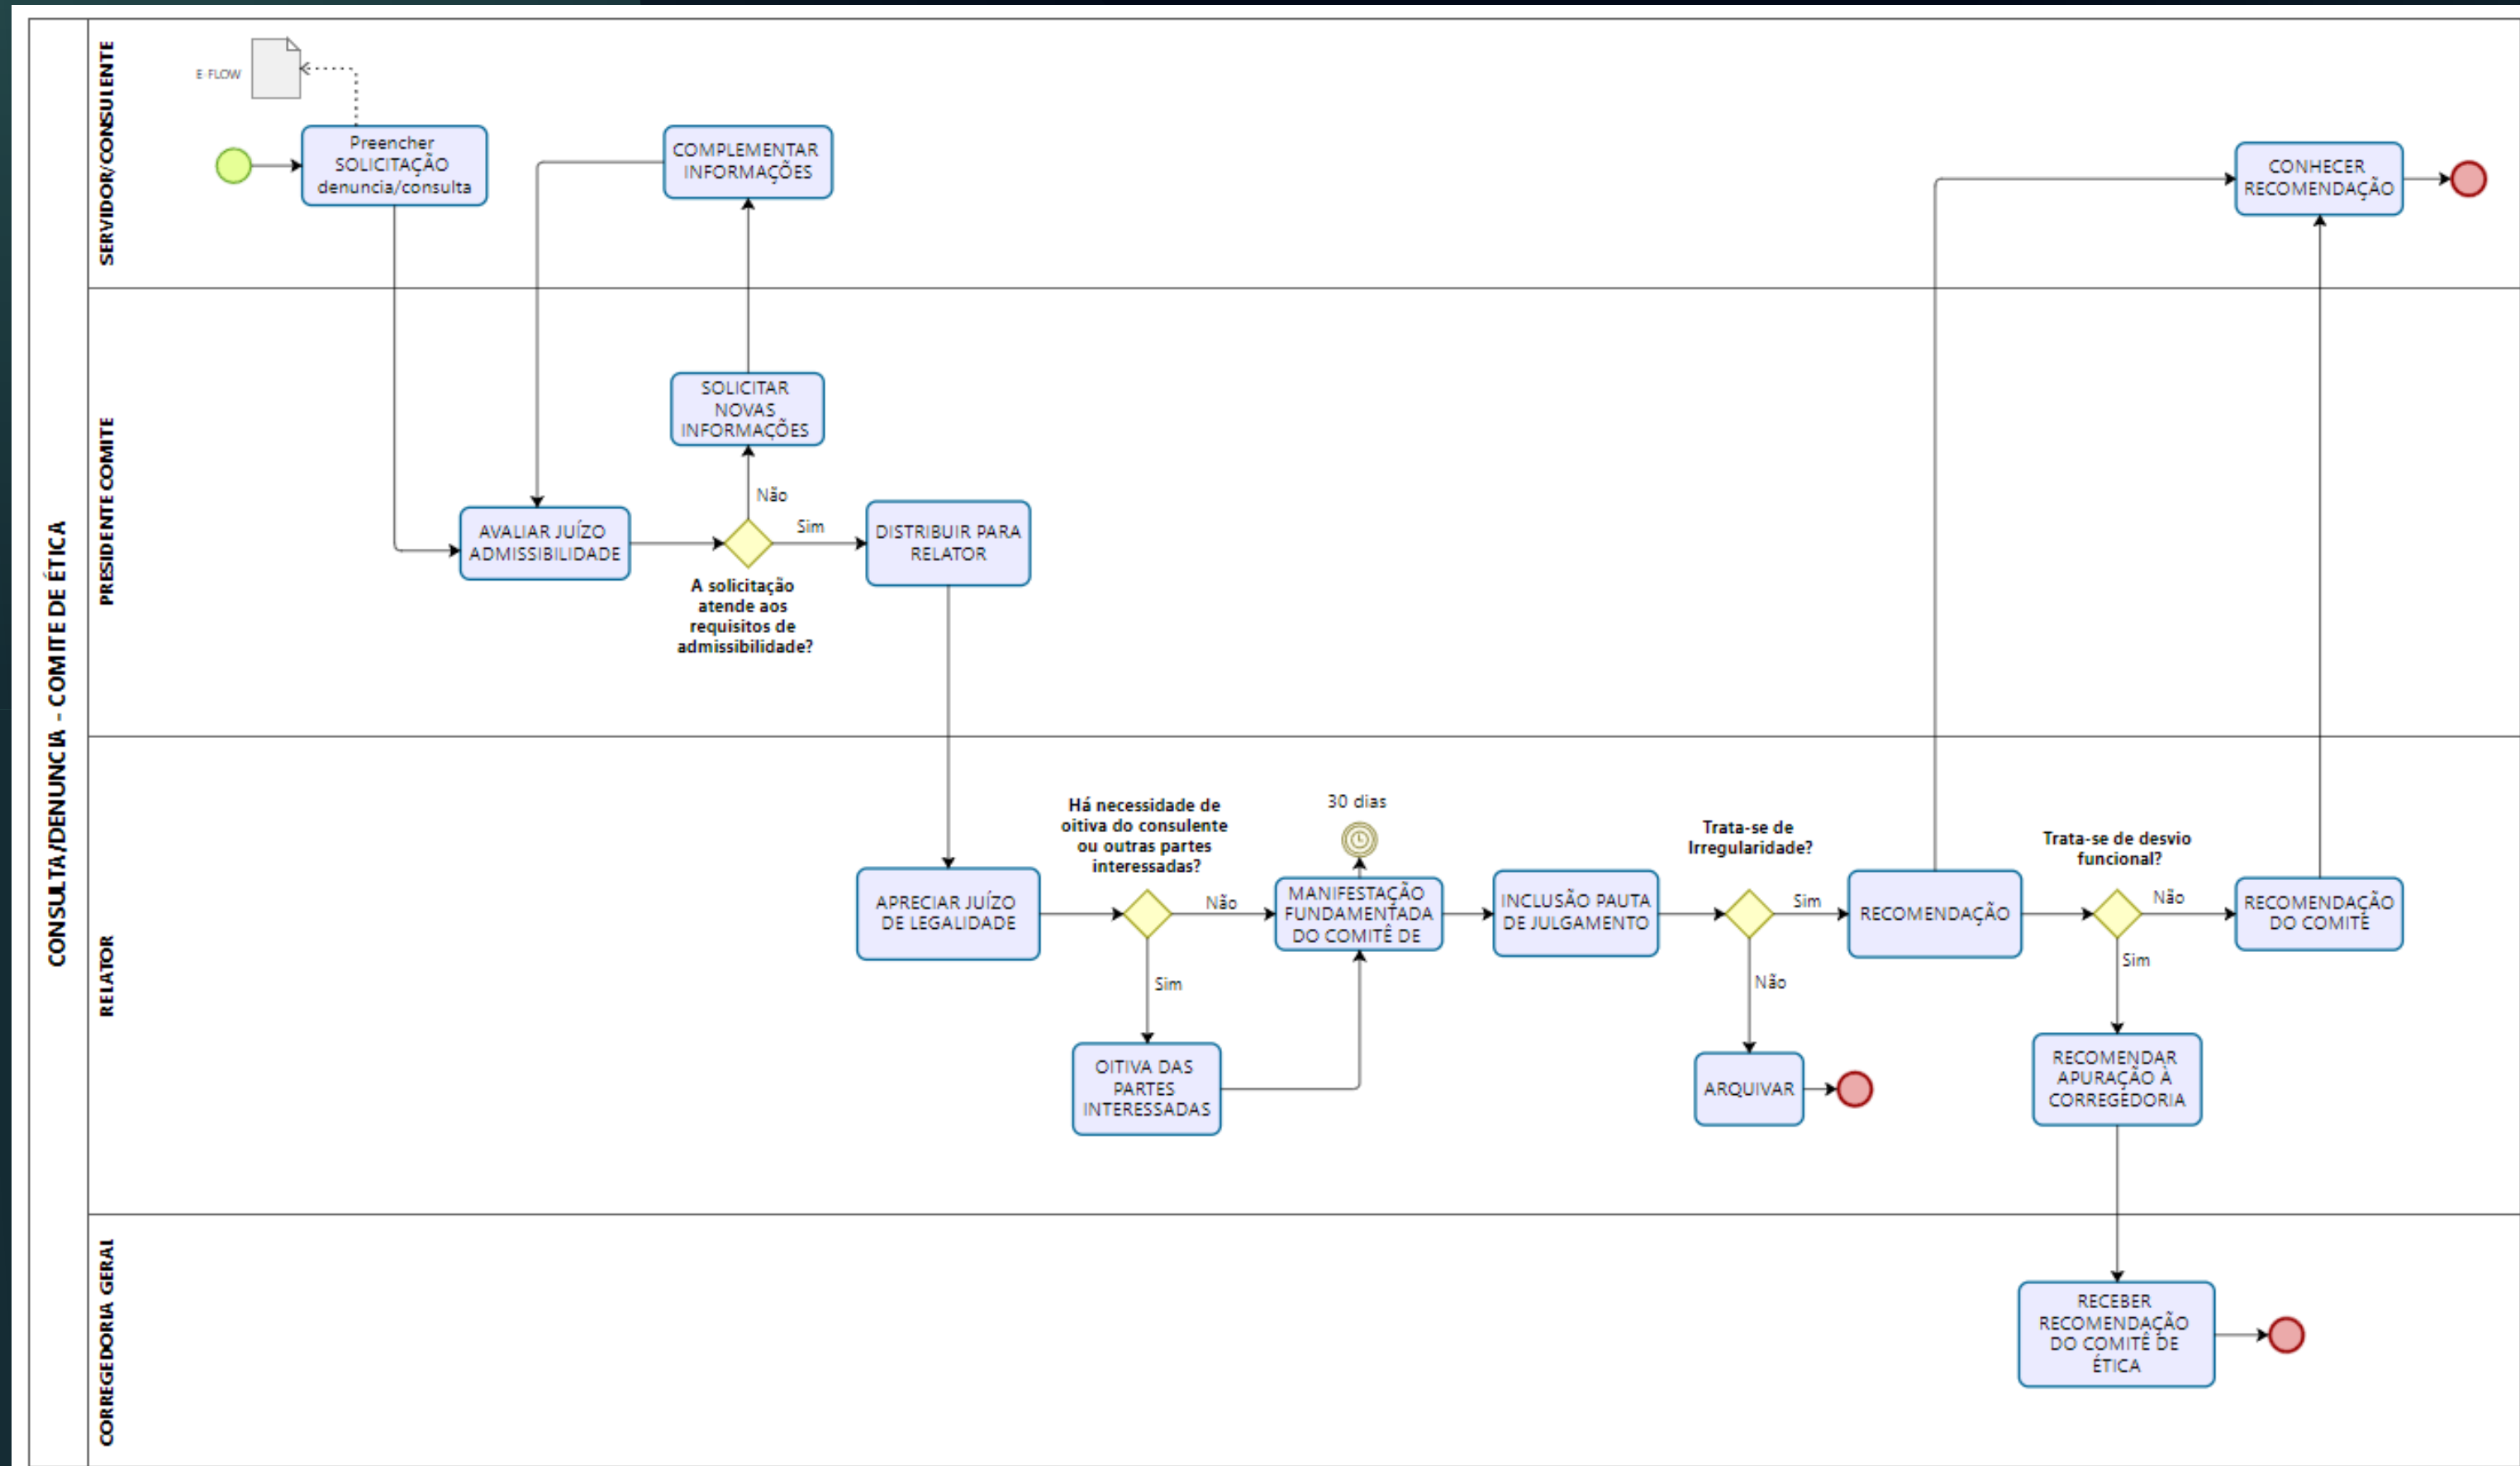 CONSULTA/DENUNCIA - COMITE DE ÉTICA
SERVIDOR/CONSULENTE
E-FLOW
Preencher
SOLICITAÇÃO
denuncia/consulta
COMPLEMENTAR
INFORMAÇÕES
CONHECER
RECOMENDAÇÃO
PRESIDENTE COMITE
SOLICITAR
NOVAS
INFORMAÇÕES
Não
AVALIAR JUÍZO
ADMISSIBILIDADE
Sim
DISTRIBUIR PARA
RELATOR
A solicitação
atende aos
requisitos de
admissibilidade?
RELATOR
APRECIAR JUÍZO
DE LEGALIDADE
Há necessidade de
oitiva do consulente
ou outras partes
interessadas?
Não
Sim
OITIVA DAS
PARTES
INTERESSADAS
30 dias
MANIFESTAÇÃO
FUNDAMENTADA
DO COMITÊ DE
INCLUSÃO PAUTA
DE JULGAMENTO
Trata-se de
Irregularidade?
Sim
Não
ARQUIVAR
RECOMENDAÇÃO
Trata-se de desvio
funcional?
Não
Sim
RECOMENDAÇÃO
DO COMITÊ
RECOMENDAR
APURAÇÃO À
CORREGEDORIA
CORREGEDORIA GERAL
RECEBER
RECOMENDAÇÃO
DO COMITÊ DE
ÉTICA